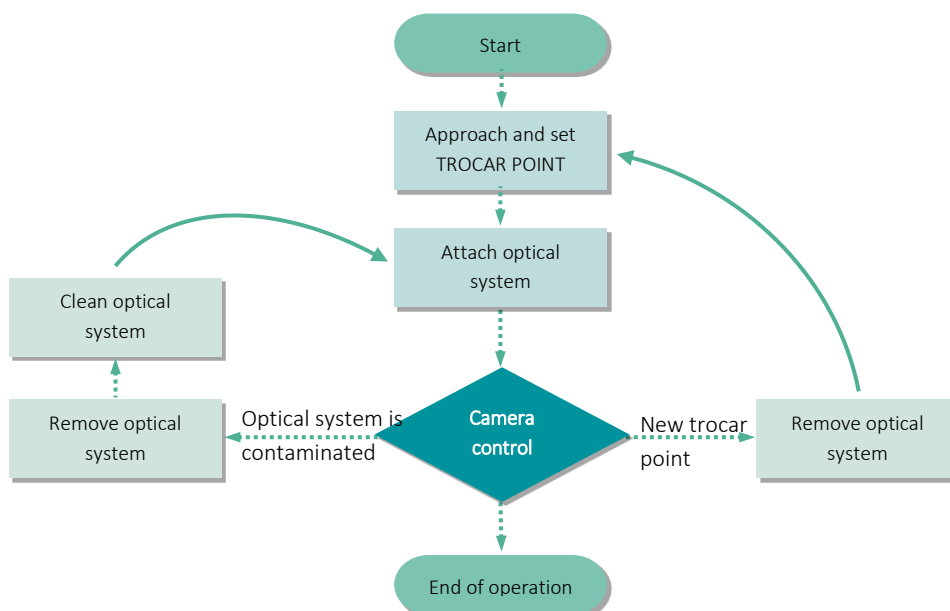 Start
Approach and set
TROCAR POINT
Attach optical
system
Clean optical
system
Remove optical
system
Optical system is
contaminated
Camera
control
New trocar
point
Remove optical
system
End of operation